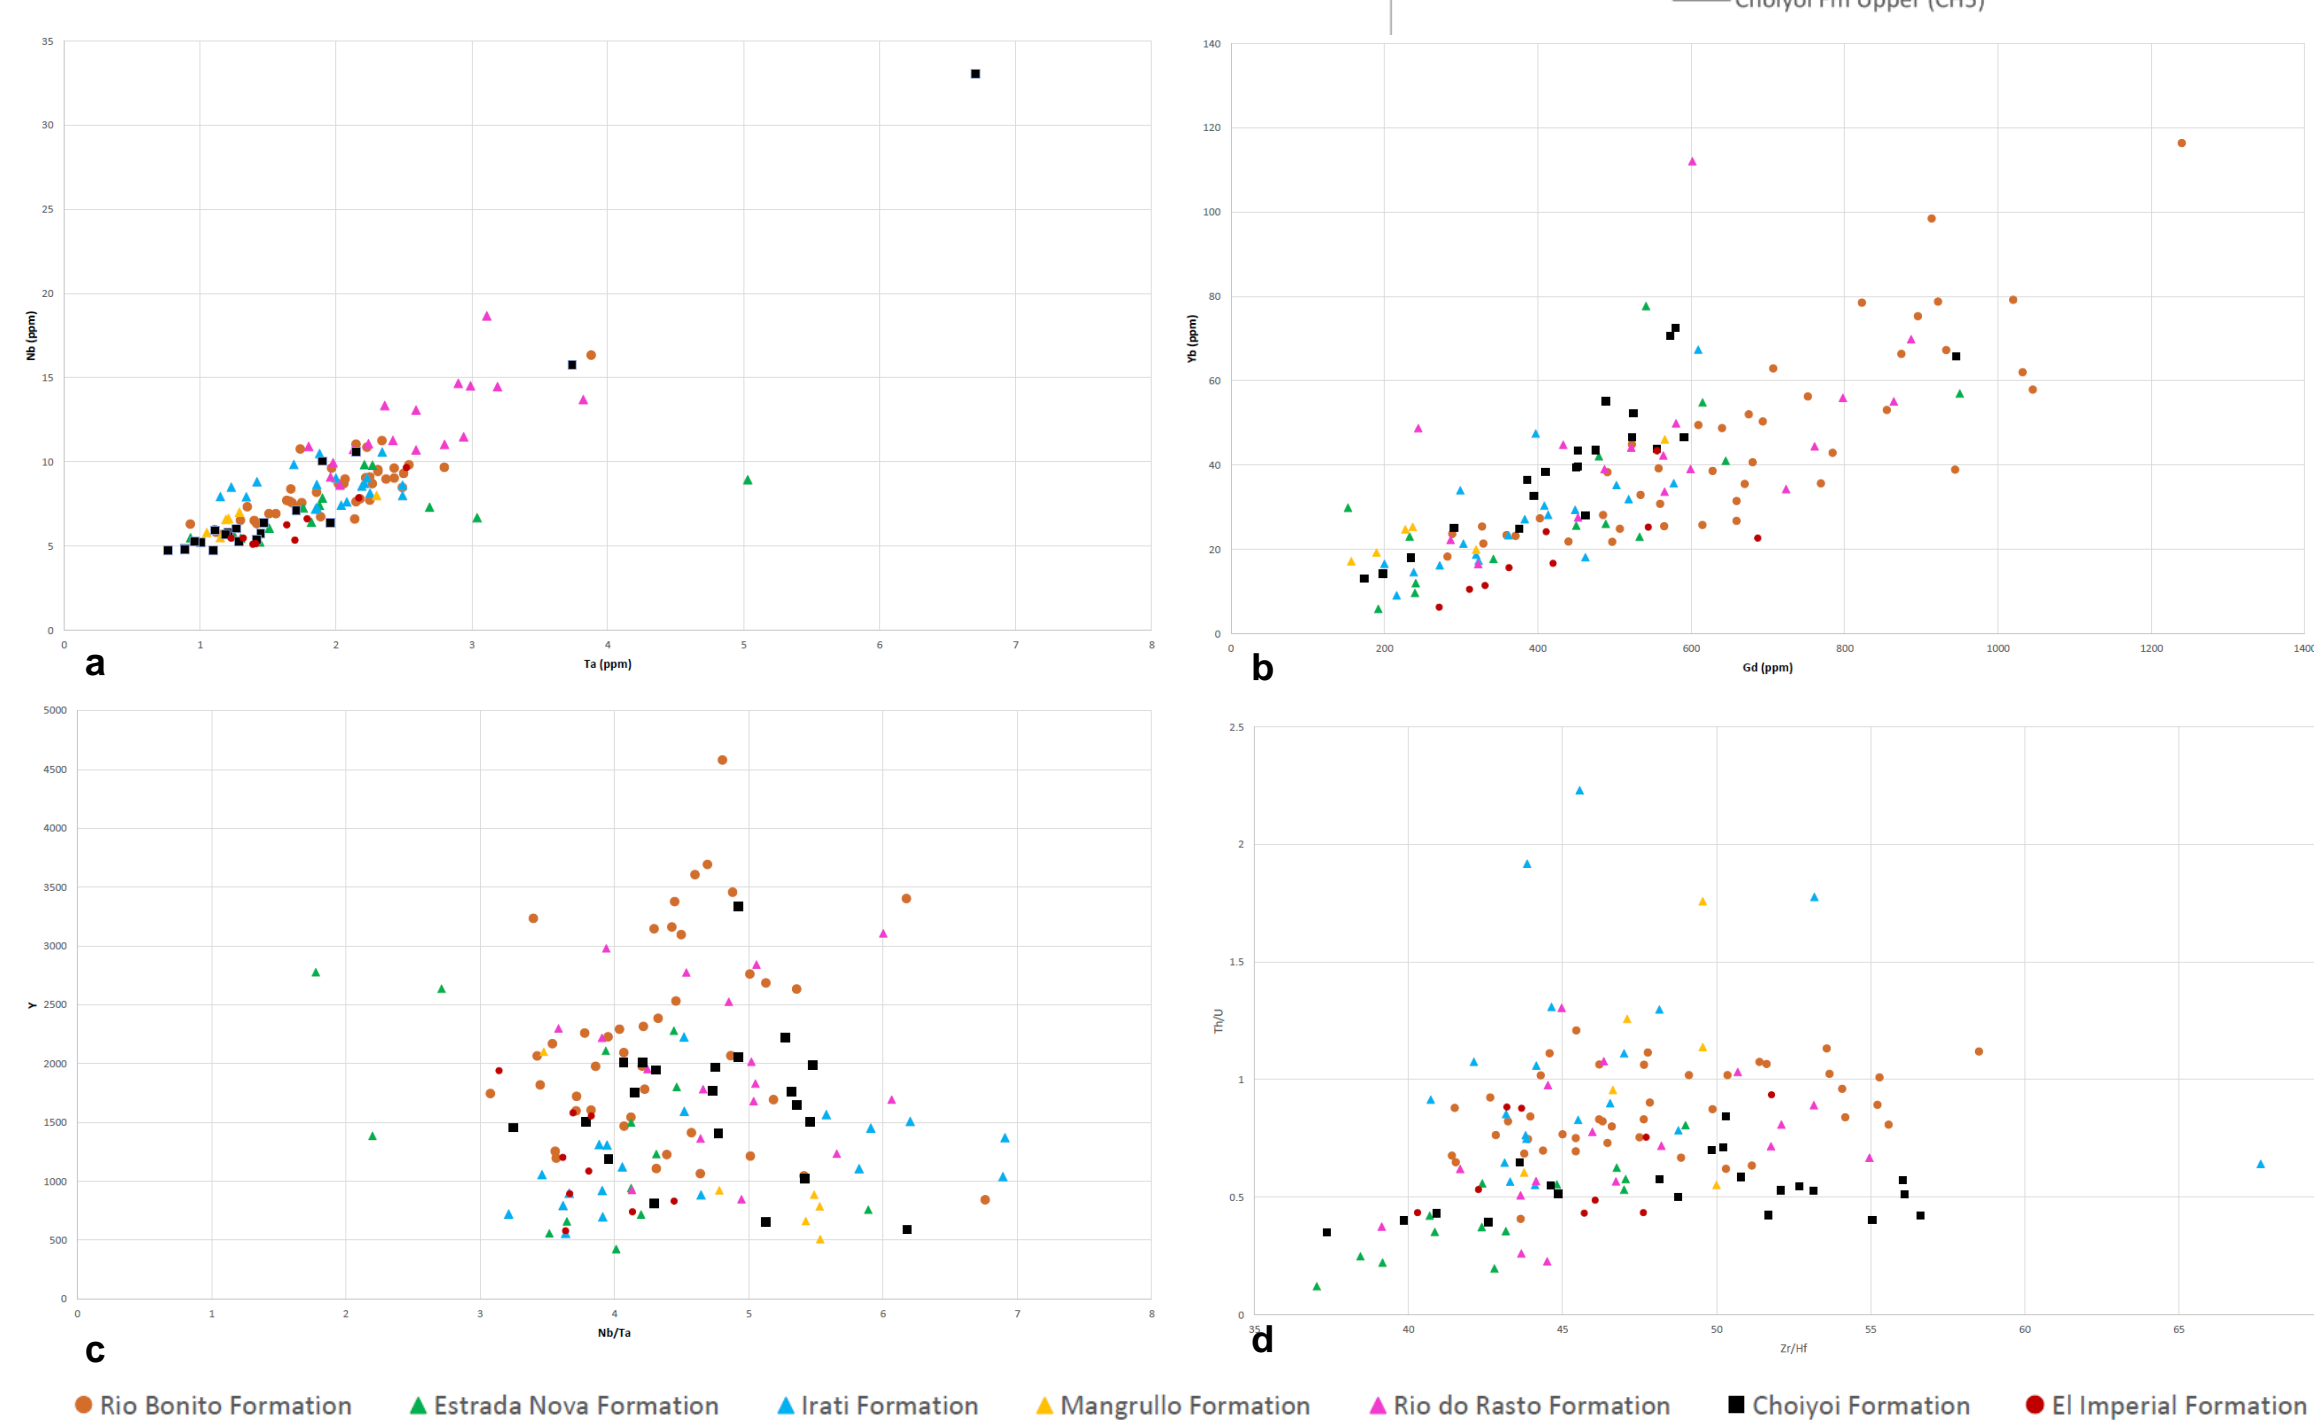 Choiyoi Fm Upper (CH3)
35
30
25
20
15
10
5
0
Nb (ppm)
0 1 2 3 4 5 6 7 8
Ta (ppm)
a
140
120
100
80
60
40
20
0
Yb (ppm)
0 200 400 600 800 1000 1200 1400
Gd (ppm)
b
5000
4500
4000
3500
3000
2500
2000
1500
1000
500
0
Y
0 1 2 3 4 5 6 7 8
Nb/Ta
c
2.5
2
1.5
1
0.5
0
Th/U
35 40 45 50 55 60 65
Zr/Hf
d
Rio Bonito Formation Estrada Nova Formation Irati Formation Mangrullo Formation Rio do Rasto Formation Choiyoi Formation El Imperial Formation